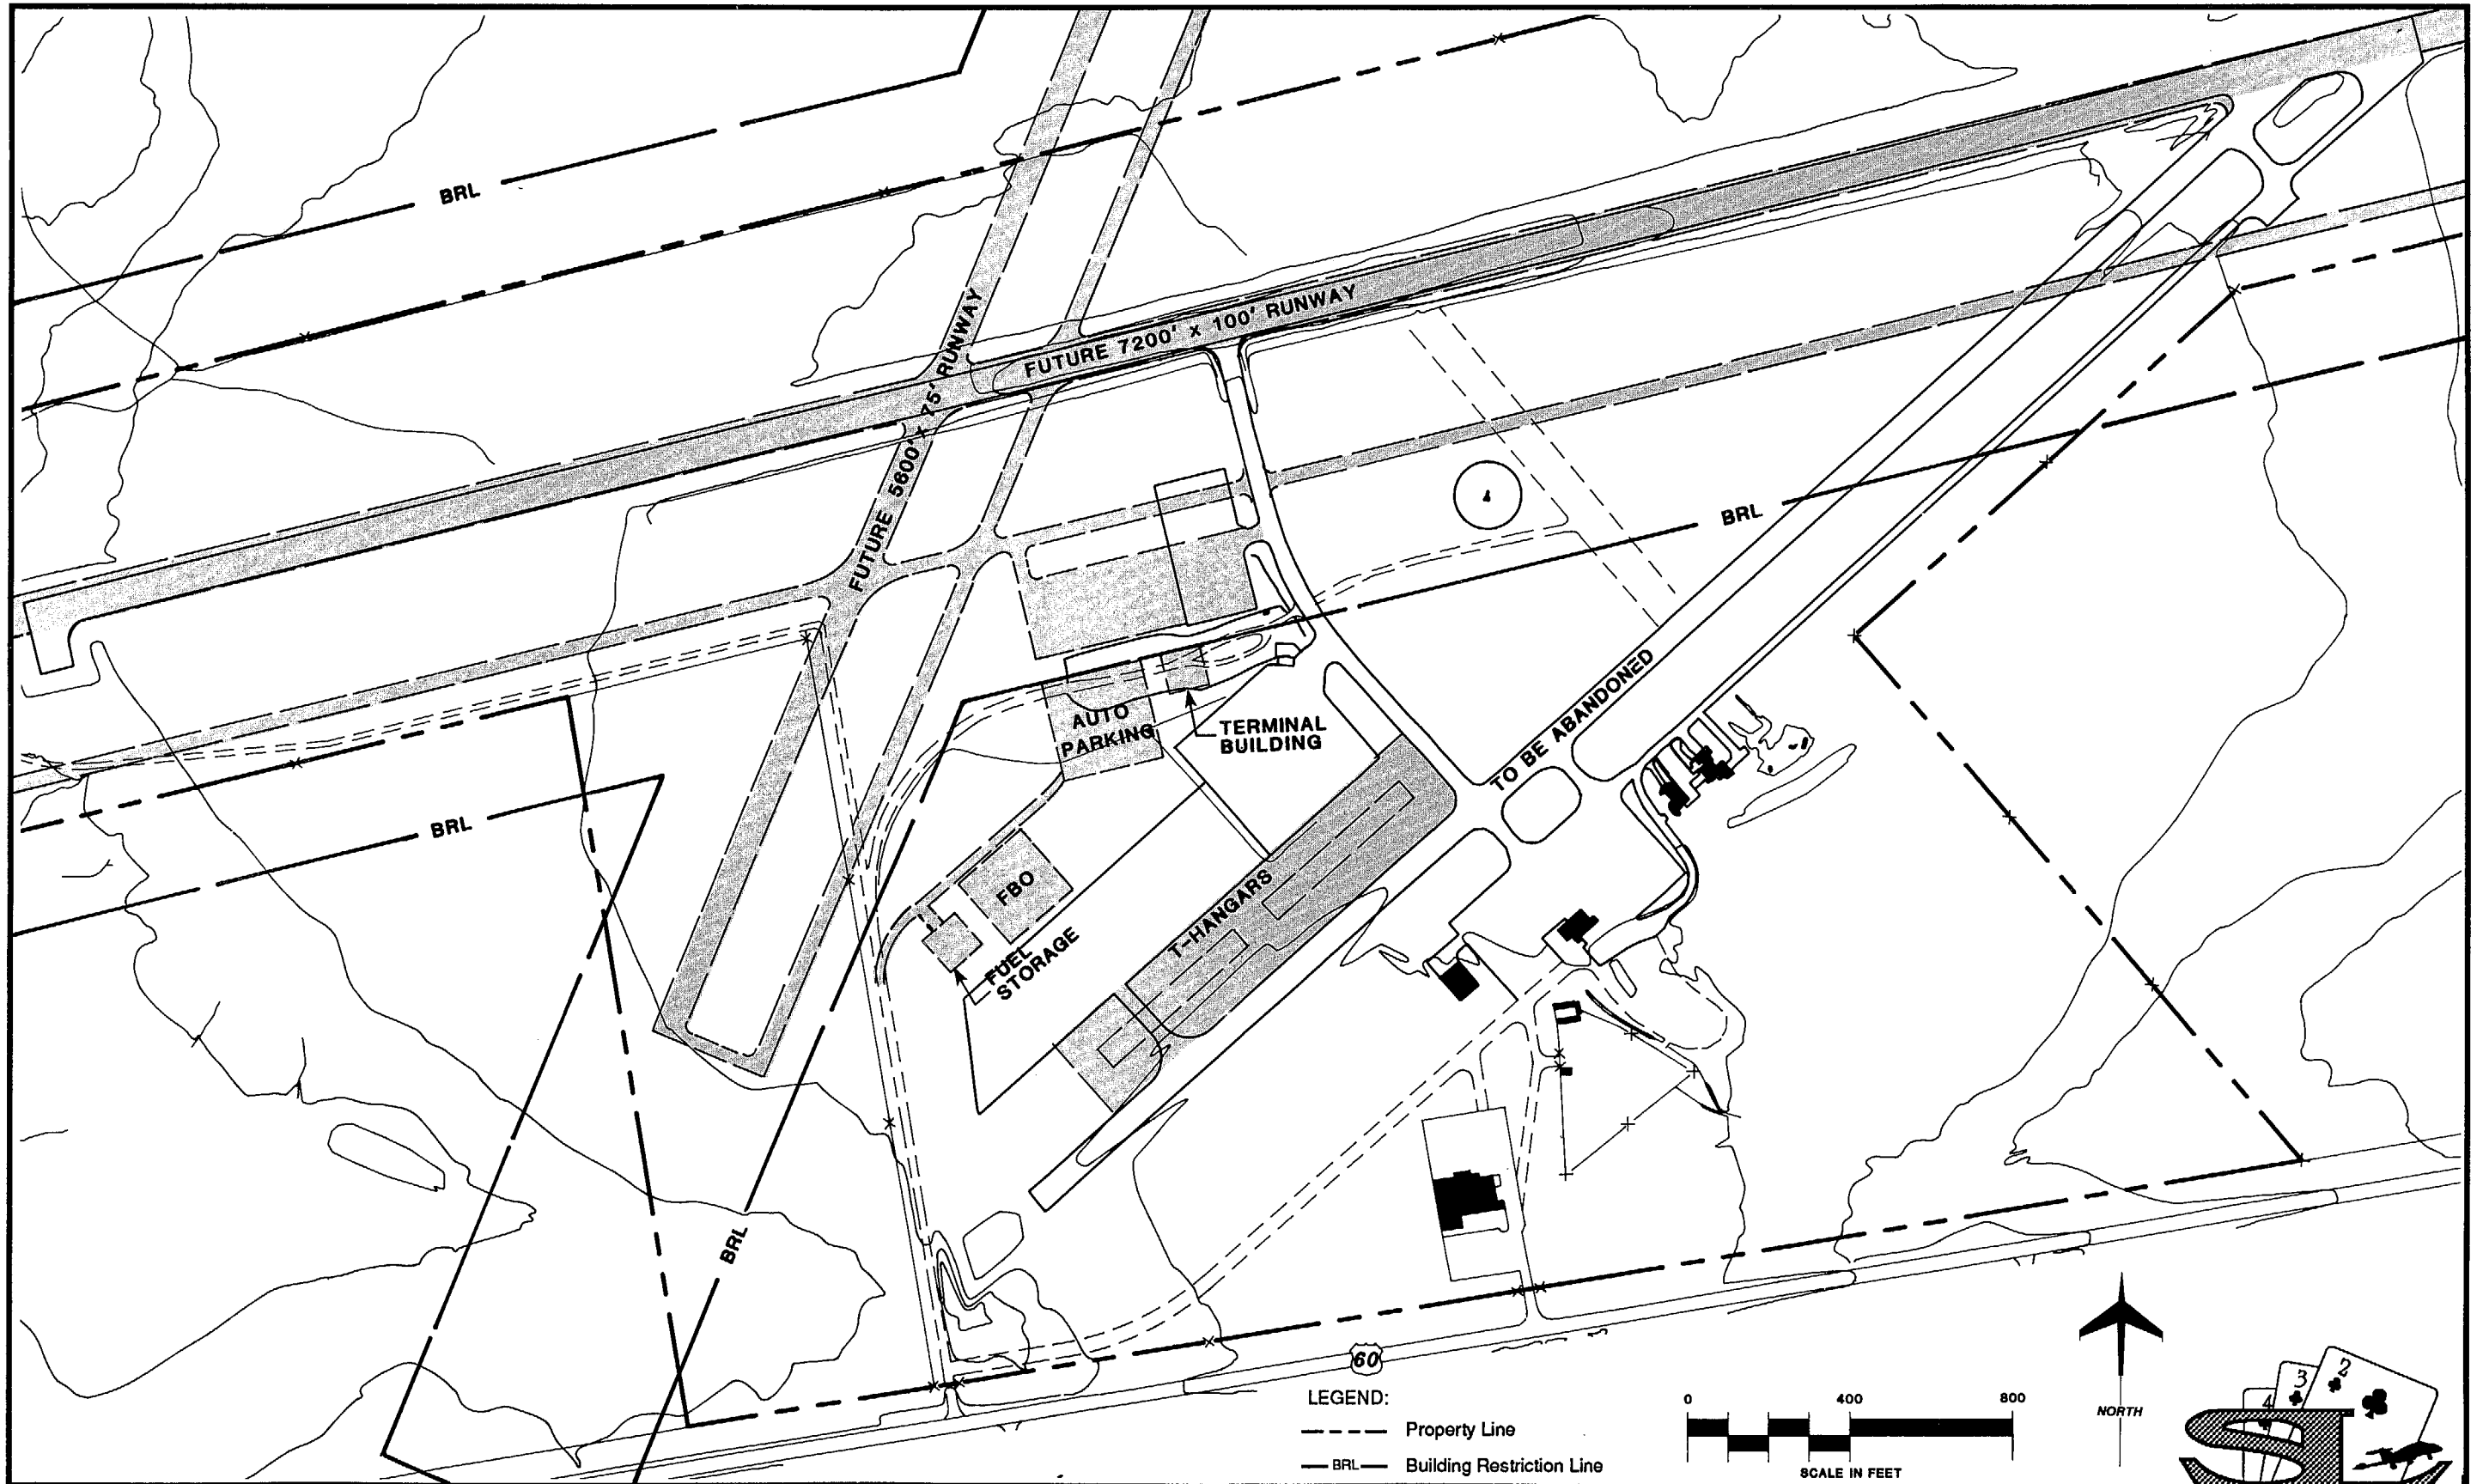 BRL
FUTURE 5600' x 75' RUNWAY
FUTURE 7200' x 100' RUNWAY
BRL
TO BE ABANDONED
AUTO
PARKING
TERMINAL
BUILDING
BRL
FBO
T-HANGARS
FUEL
STORAGE
BRL
60
LEGEND:
Property Line
BRL
Building Restriction Line
0 400 800
SCALE IN FEET
NORTH
4 3 2
SL